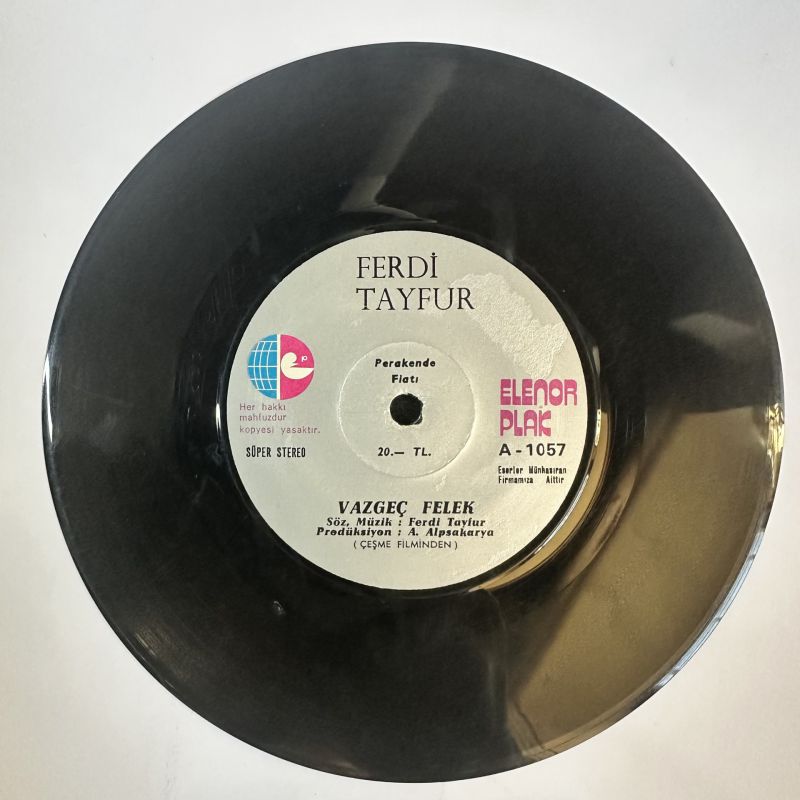 FERDİ
TAYFUR
Perakende
Fiatı
Her hakkı
mahfuzdur
kopyesi yasaktır.
SÜPER STEREO
20.— TL.
ELENOR
PLAK
A - 1057
Eserler Münhasıran
Firmamıza Aittir
VAZGEÇ FELEK
Söz, Müzik : Ferdi Tayfur
Prodüksiyon : A. Alpsakarya
( ÇEŞME FİLMİNDEN )